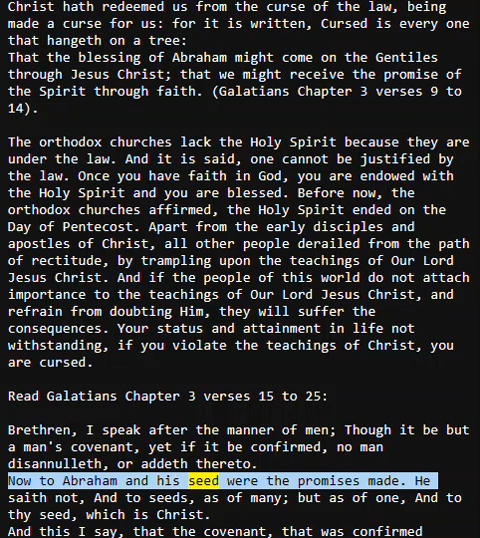 Christ hath redeemed us from the curse of the law, being
made a curse for us: for it is written, Cursed is every one
that hangeth on a tree:
That the blessing of Abraham might come on the Gentiles
through Jesus Christ; that we might receive the promise of
the Spirit through faith. (Galatians Chapter 3 verses 9 to
14).

The orthodox churches lack the Holy Spirit because they are
under the law. And it is said, one cannot be justified by
the law. Once you have faith in God, you are endowed with
the Holy Spirit and you are blessed. Before now, the
orthodox churches affirmed, the Holy Spirit ended on the
Day of Pentecost. Apart from the early disciples and
apostles of Christ, all other people derailed from the path
of rectitude, by trampling upon the teachings of Our Lord
Jesus Christ. And if the people of this world do not attach
importance to the teachings of Our Lord Jesus Christ, and
refrain from doubting Him, they will suffer the
consequences. Your status and attainment in life not
withstanding, if you violate the teachings of Christ, you
are cursed.

Read Galatians Chapter 3 verses 15 to 25:

Brethren, I speak after the manner of men; Though it be but
a man's covenant, yet if it be confirmed, no man
disannulleth, or addeth thereto.
Now to Abraham and his seed were the promises made. He
saith not, And to seeds, as of many; but as of one, And to
thy seed, which is Christ.
And this I say, that the covenant, that was confirmed